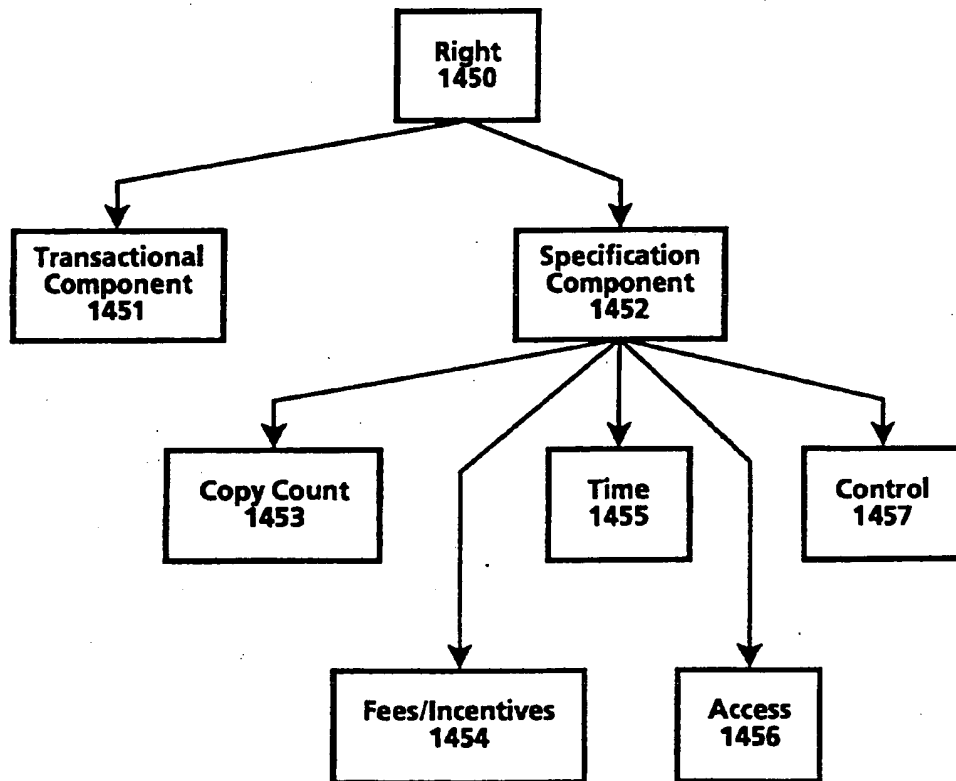 Right
1450
Transactional
Component
1451
Specification
Component
1452
Copy Count
1453
Time
1455
Control
1457
Fees/Incentives
1454
Access
1456